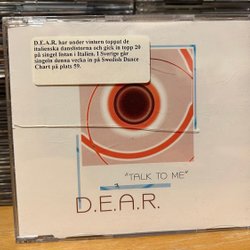 D.E.A.R. har under vintern toppat de
italienska danslistorna och gick in topp 20
på singel listan i Italien. I Sverige går
singeln denna vecka in på Swedish Dance
Chart på plats 59.
"TALK TO ME"
D.E.A.R.